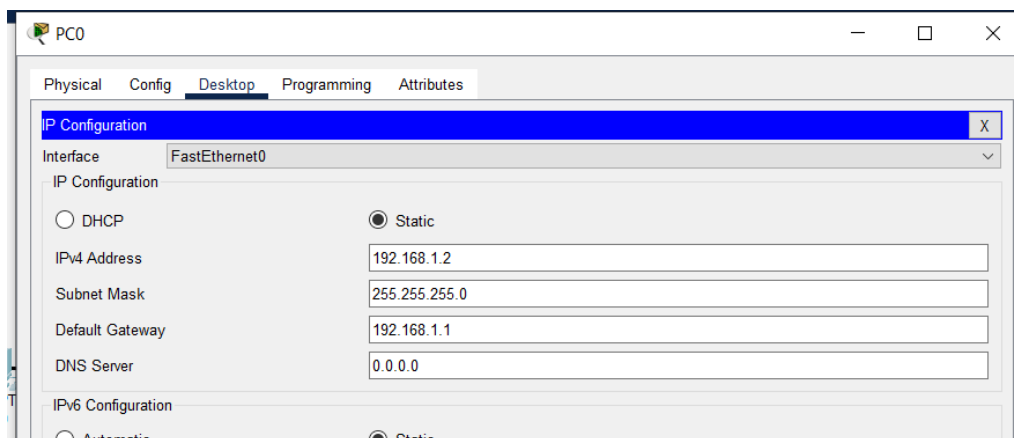 PC0
Physical Config Desktop Programming Attributes
IP Configuration X
Interface FastEthernet0
IP Configuration
DHCP Static
IPv4 Address 192.168.1.2
Subnet Mask 255.255.255.0
Default Gateway 192.168.1.1
DNS Server 0.0.0.0
IPv6 Configuration
Automatic Static